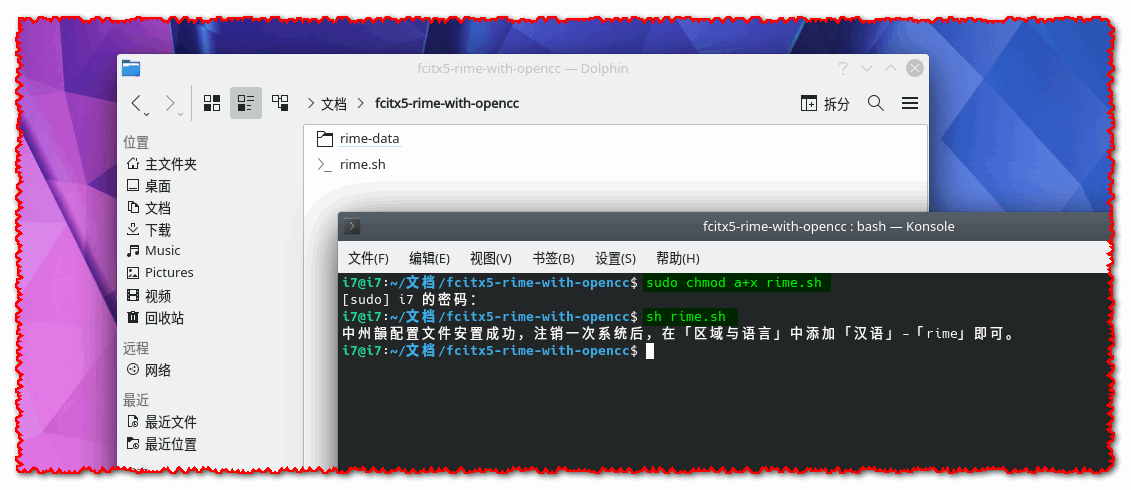 fcitx5-rime-with-opencc — Dolphin
文档 fcitx5-rime-with-opencc 拆分
位置
主文件夹
桌面
文档
下载
Music
Pictures
视频
回收站
远程
网络
最近
最近文件
最近位置
rime-data
rime.sh
fcitx5-rime-with-opencc : bash — Konsole
文件(F) 编辑(E) 视图(V) 书签(B) 设置(S) 帮助(H)
i7@i7:~/文档/fcitx5-rime-with-opencc$ sudo chmod a+x rime.sh
[sudo] i7 的密码：
i7@i7:~/文档/fcitx5-rime-with-opencc$ sh rime.sh
中州韻配置文件安置成功，注销一次系统后，在「区域与语言」中添加「汉语」-「rime」即可。
i7@i7:~/文档/fcitx5-rime-with-opencc$